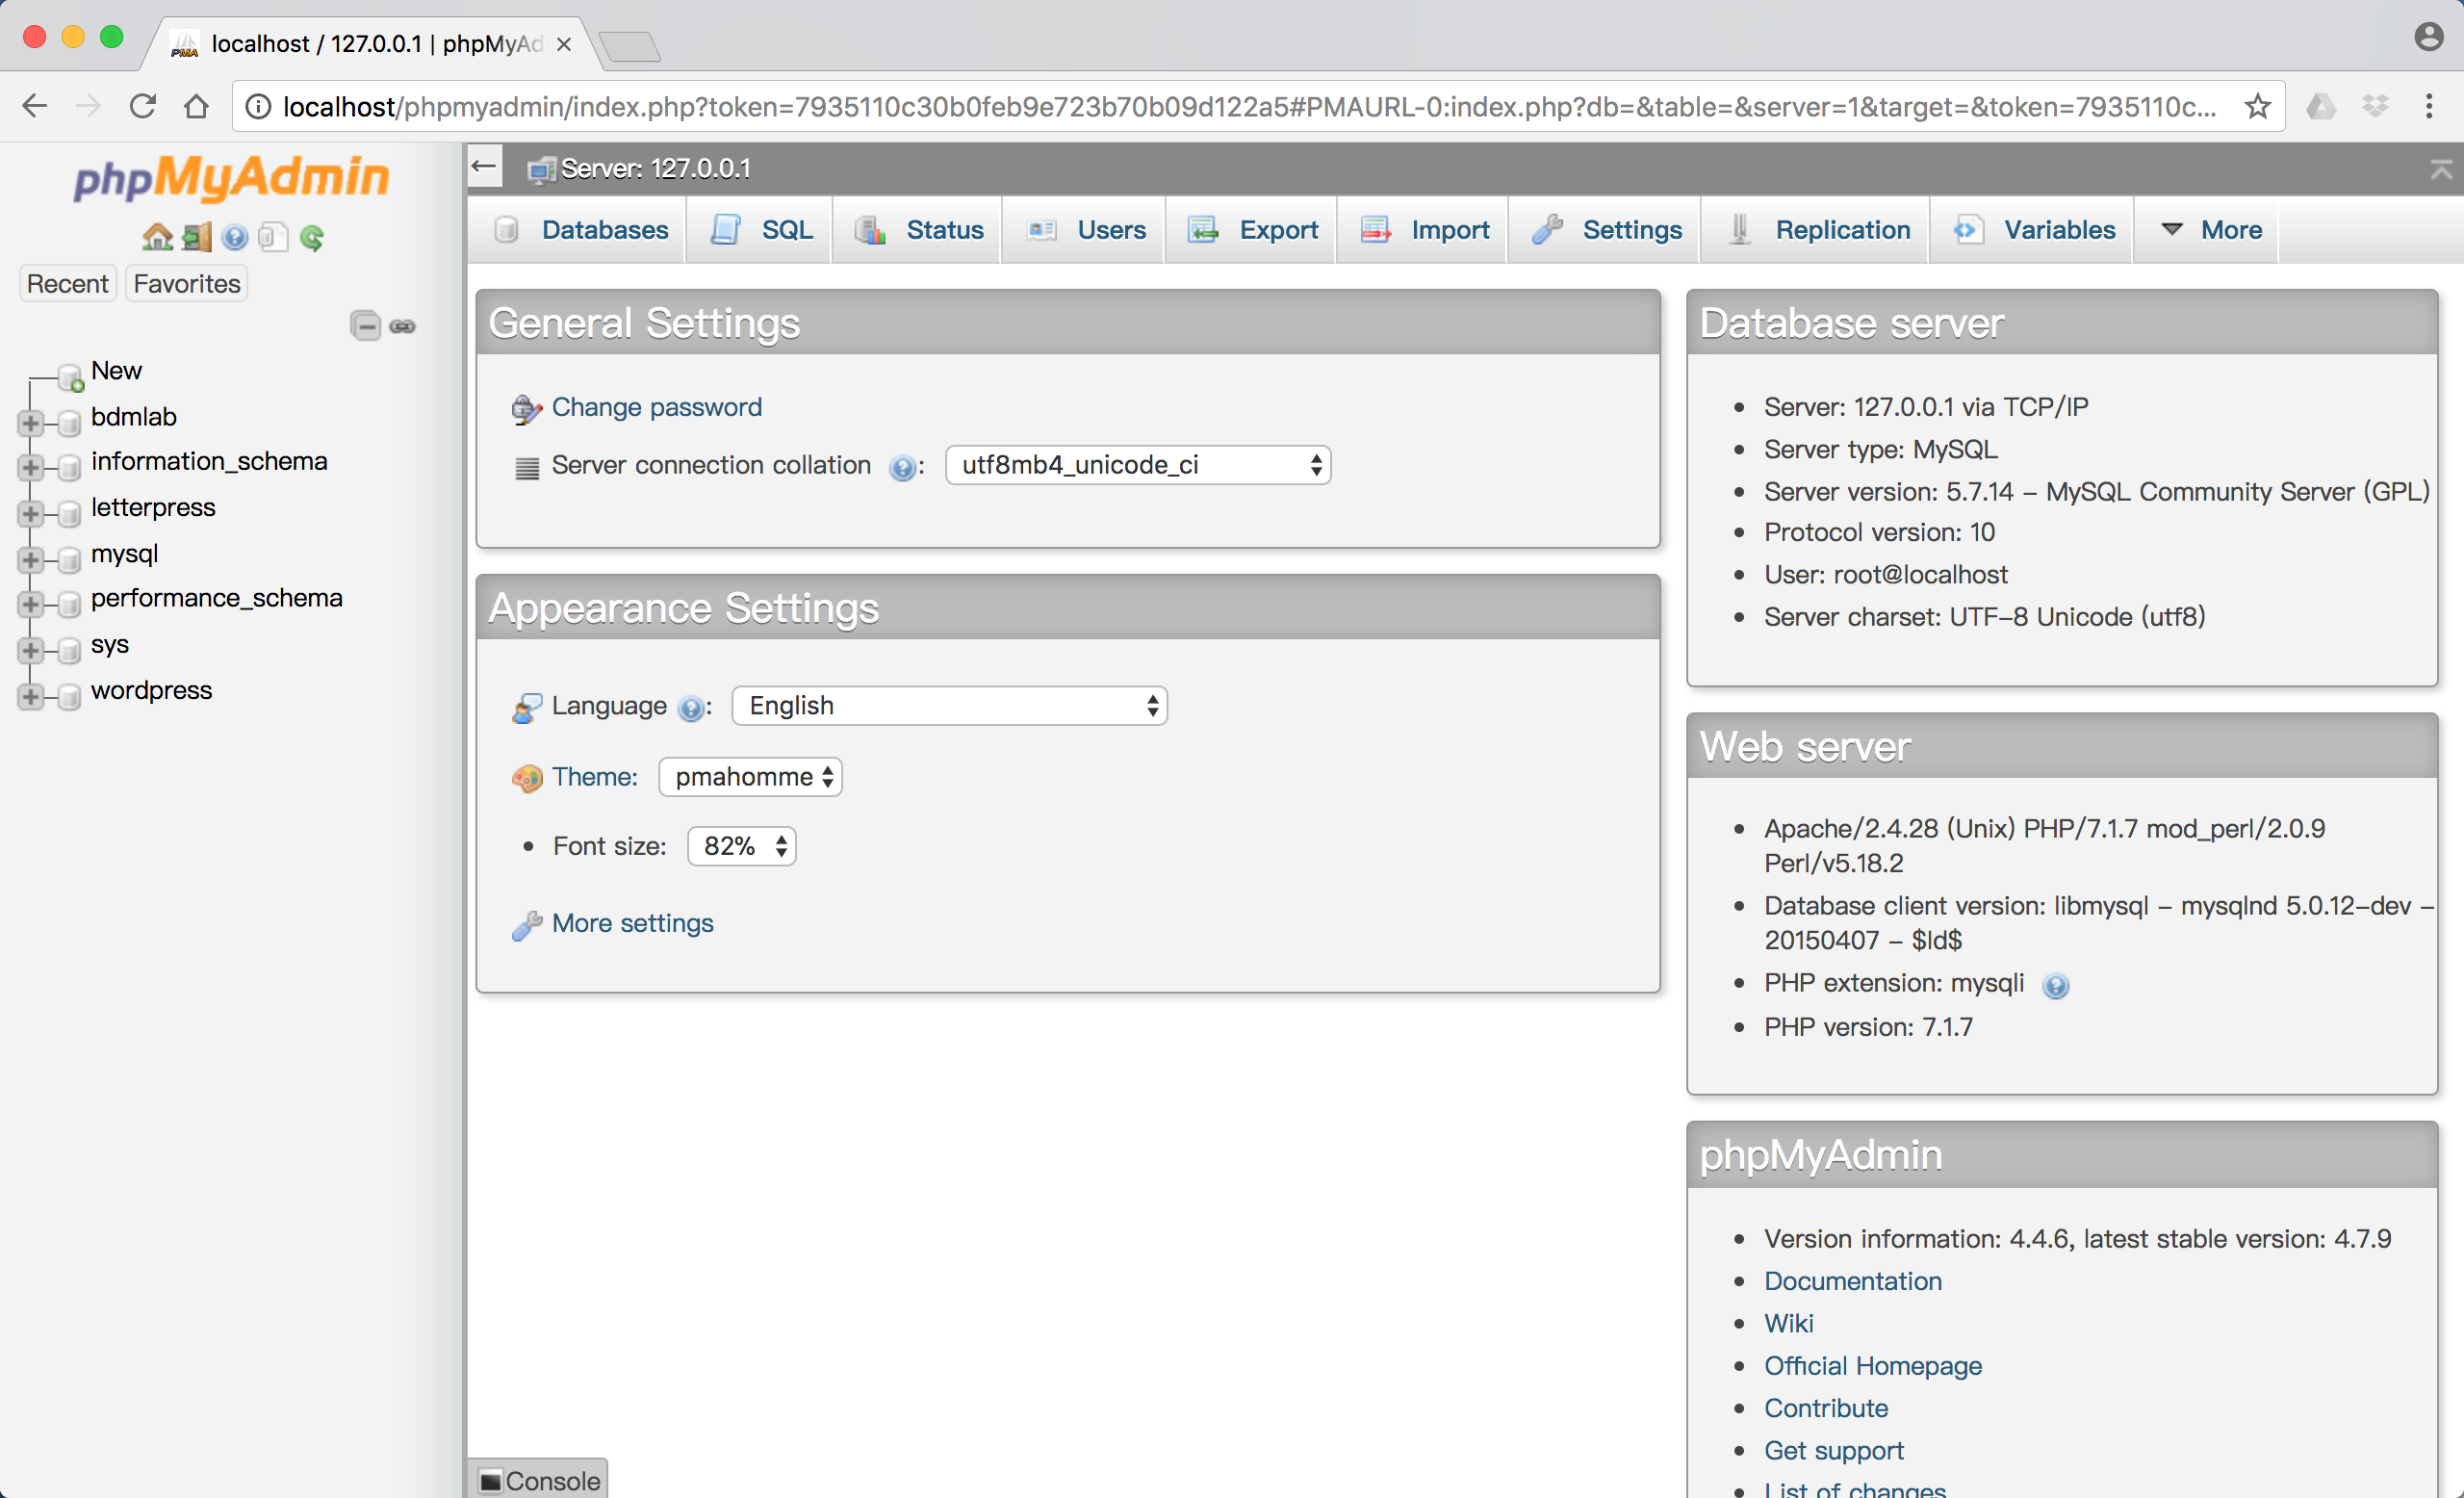 PMA
localhost / 127.0.0.1 | phpMyAd
localhost/phpmyadmin/index.php?token=7935110c30b0feb9e723b70b09d122a5#PMAURL-0:index.php?db=&table=&server=1&target=&token=7935110c...
phpMyAdmin
Recent
Favorites
New
bdmlab
information_schema
letterpress
mysql
performance_schema
sys
wordpress
Server: 127.0.0.1
Databases
SQL
Status
Users
Export
Import
Settings
Replication
Variables
More
General Settings
Change password
Server connection collation : utf8mb4_unicode_ci
Appearance Settings
Language : English
Theme: pmahomme
Font size: 82%
More settings
Console
Database server
Server: 127.0.0.1 via TCP/IP
Server type: MySQL
Server version: 5.7.14 - MySQL Community Server (GPL)
Protocol version: 10
User: root@localhost
Server charset: UTF-8 Unicode (utf8)
Web server
Apache/2.4.28 (Unix) PHP/7.1.7 mod_perl/2.0.9
Perl/v5.18.2
Database client version: libmysql - mysqlnd 5.0.12-dev -
20150407 - $Id$
PHP extension: mysqli
PHP version: 7.1.7
phpMyAdmin
Version information: 4.4.6, latest stable version: 4.7.9
Documentation
Wiki
Official Homepage
Contribute
Get support
List of changes